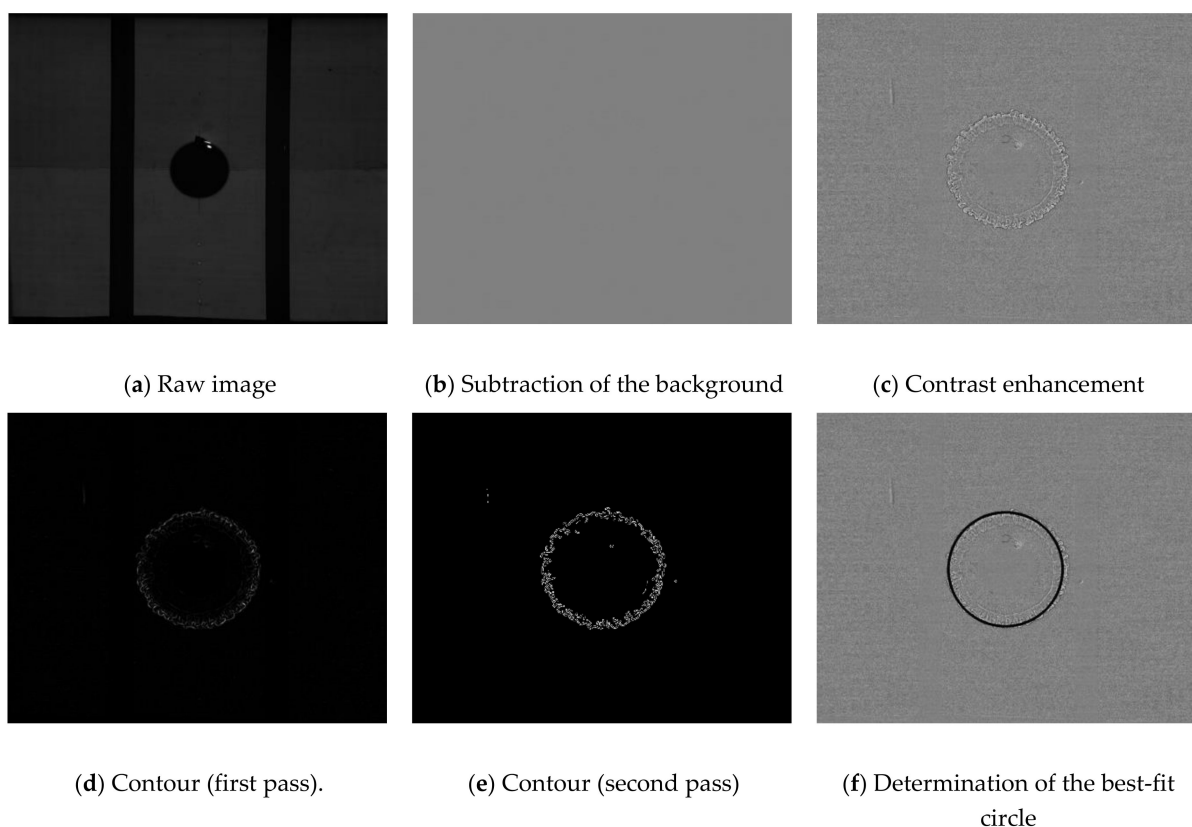 (a) Raw image
(b) Subtraction of the background
(c) Contrast enhancement
(d) Contour (first pass).
(e) Contour (second pass)
(f) Determination of the best-fit
circle